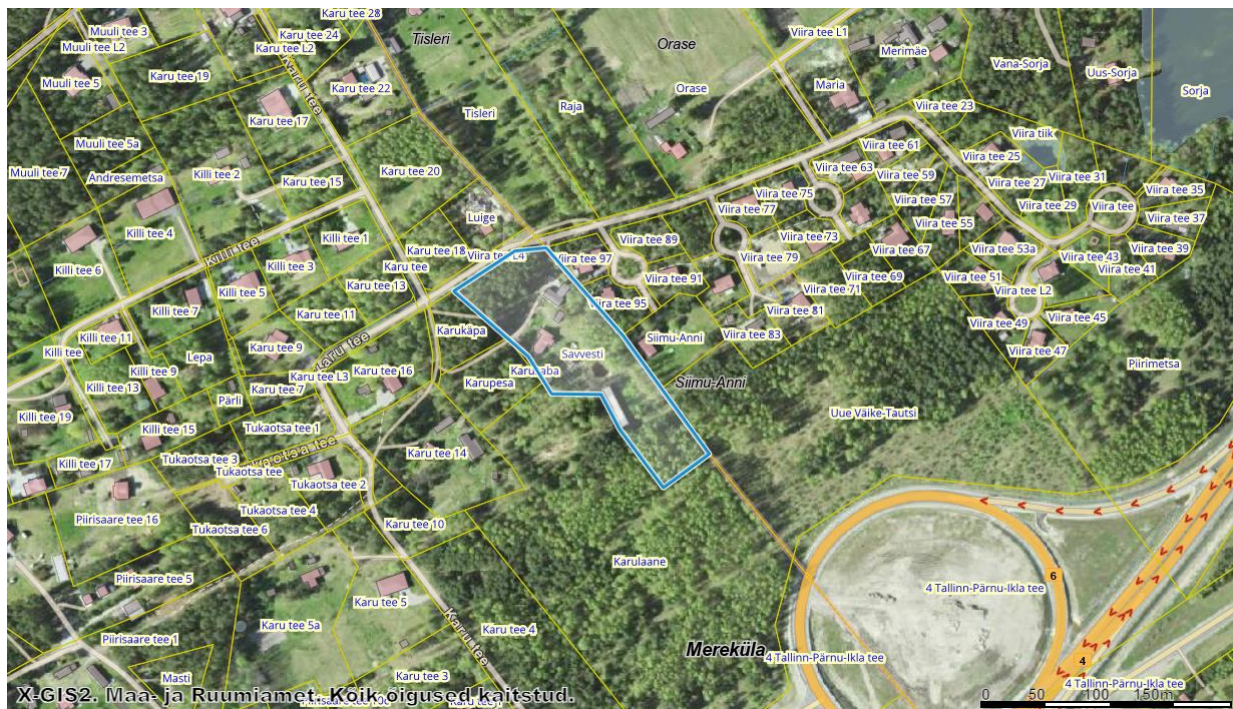 Muuli tee 3
Karu tee 28
Tisleri
Viira tee L1
Muuli tee L2
Karu tee 24
Karu tee L2
Orase
Merimäe
Vana-Sorja
Uus-Sorja
Muuli tee 5
Karu tee 19
Karu tee
Karu tee 22
Orase
Maria
Sorja
Tisleri
Raja
Viira tee 23
Karu tee 17
Muuli tee 5a
Viira tee 61
Viira tiik
Viira tee 25
Muuli tee 7
Andresemetsa
Killi tee 2
Karu tee 15
Karu tee 20
Viira tee 63
Viira tee 59
Viira tee 27
Viira tee 31
Viira tee 75
Viira tee 57
Viira tee 35
Luige
Viira tee 77
Viira tee 29
Viira tee
Viira tee 37
Killi tee 4
Killi tee 1
Viira tee 55
Karu tee 18
Viira tee 89
Viira tee 73
Viira tee 67
Viira tee 53a
Viira tee 39
Killi tee
Viira tee L4
Viira tee 97
Viira tee 79
Viira tee 43
Killi tee 6
Killi tee 3
Karu tee
Viira tee 91
Viira tee 69
Viira tee 51
Viira tee 41
Killi tee 5
Karu tee 13
Viira tee 71
Viira tee L2
Killi tee 7
Karu tee 11
Viira tee 95
Viira tee 81
Viira tee 49
Viira tee 45
Killi tee 11
Karukäpa
Siimu-Anni
Viira tee 83
Killi tee
Lepa
Karu tee 9
Karu tee
Savvesti
Viira tee 47
Killi tee 9
Karu tee L3
Piirimetsa
Killi tee 13
Karu tee 7
Karu tee 16
Karupesa
Siimu-Anni
Pärli
Killi tee 19
Killi tee 15
Tukaotsa tee 1
Uue Väike-Tautsi
Killi tee 17
Tukaotsa tee 3
Tukaotsa tee
Karu tee 14
Tukaotsa tee 2
Tukaotsa tee 4
Piirisaare tee 16
Tukaotsa tee 6
Karu tee 10
Karulaane
Piirisaare tee 5
6
4 Tallinn-Pärnu-Ikla tee
Karu tee 5
Karu tee 5a
Karu tee
Karu tee 4
Piirisaare tee 1
Mereküla
4 Tallinn-Pärnu-Ikla tee
4
Masti
Karu tee 3
4 Tallinn-Pärnu-Ikla tee
X-GIS2. Maa- ja Ruumiamet. Kõik õigused kaitstud.
0 50 100 150m